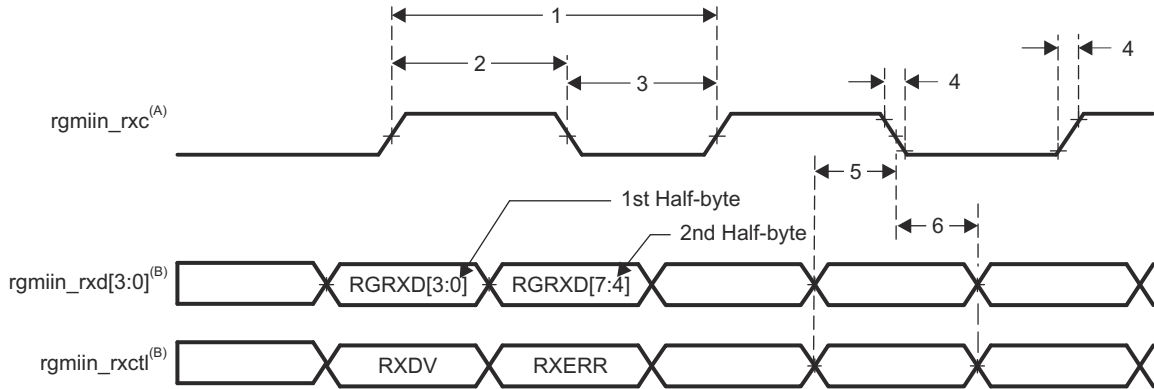 1
2
3
4
4
rgmiin_rxc(A)
5
1st Half-byte
6
2nd Half-byte
rgmiin_rxd[3:0](B)
RGRXD[3:0]
RGRXD[7:4]
rgmiin_rxctl(B)
RXDV
RXERR